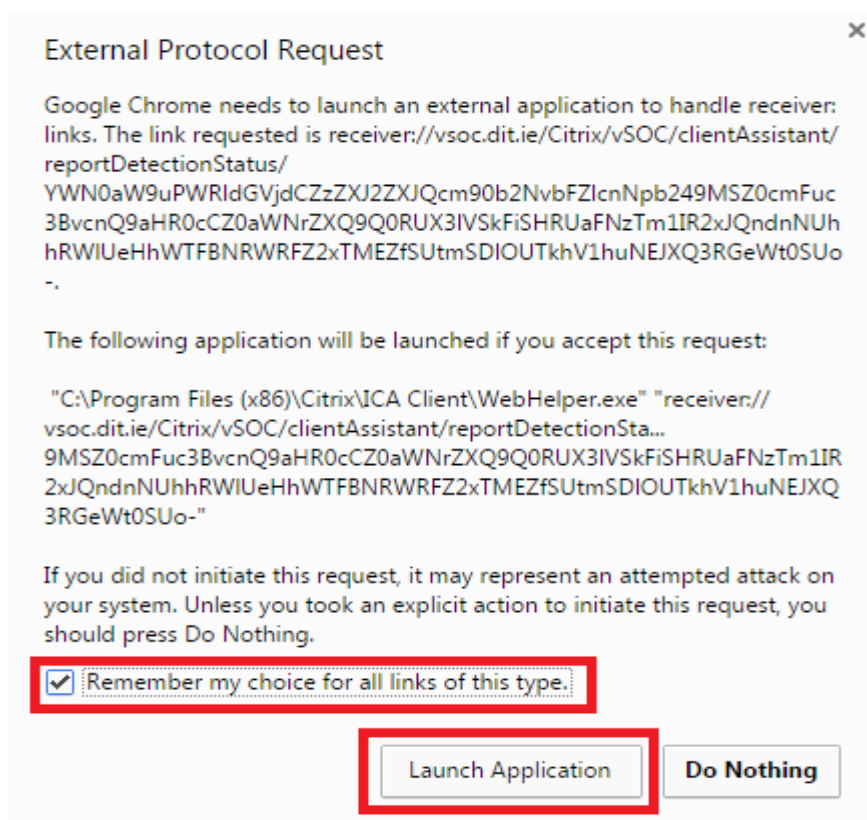 External Protocol Request
Google Chrome needs to launch an external application to handle receiver:
links. The link requested is receiver://vsoc.dit.ie/Citrix/vSOC/clientAssistant/
reportDetectionStatus/
YWN0aW9uPWRldGVjdCZzZXJ2ZXJQcm90b2NvbFZlcnNpb249MSZ0cmFuc
3BvcnQ9aHR0cCZ0aWNrZXQ9Q0RUX3lVSkFiSHRUaFNzTm1IR2xJQndnNUh
hRWlUeHhWTFBNRWRFZ2xTMEZfSUtmSDlOUTkhV1huNEJXQ3RGeWt0SUo
-.
The following application will be launched if you accept this request:
"C:\Program Files (x86)\Citrix\ICA Client\WebHelper.exe" "receiver://
vsoc.dit.ie/Citrix/vSOC/clientAssistant/reportDetectionSta...
9MSZ0cmFuc3BvcnQ9aHR0cCZ0aWNrZXQ9Q0RUX3lVSkFiSHRUaFNzTm1IR
2xJQndnNUhhRWlUeHhWTFBNRWRFZ2xTMEZfSUtmSDlOUTkhV1huNEJXQ
3RGeWt0SUo-"
If you did not initiate this request, it may represent an attempted attack on
your system. Unless you took an explicit action to initiate this request, you
should press Do Nothing.
Remember my choice for all links of this type.
Launch Application Do Nothing